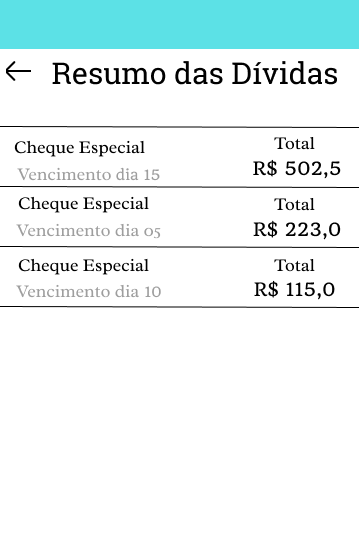 Resumo das Dívidas
Cheque Especial
Total
Vencimento dia 15
R$ 502,5
Cheque Especial
Total
Vencimento dia 05
R$ 223,0
Cheque Especial
Total
Vencimento dia 10
R$ 115,0